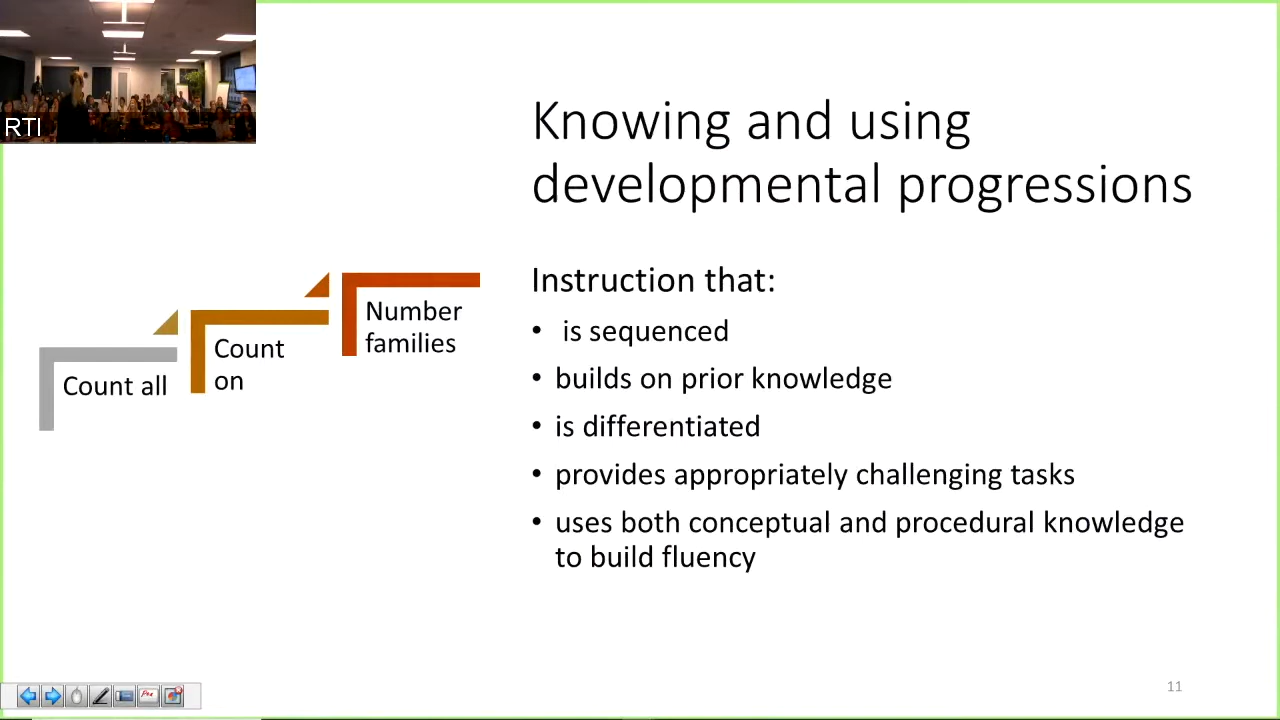 RTI
Knowing and using
developmental progressions
Count all
Count
on
Number
families
Instruction that:
• is sequenced
• builds on prior knowledge
• is differentiated
• provides appropriately challenging tasks
• uses both conceptual and procedural knowledge
to build fluency
11